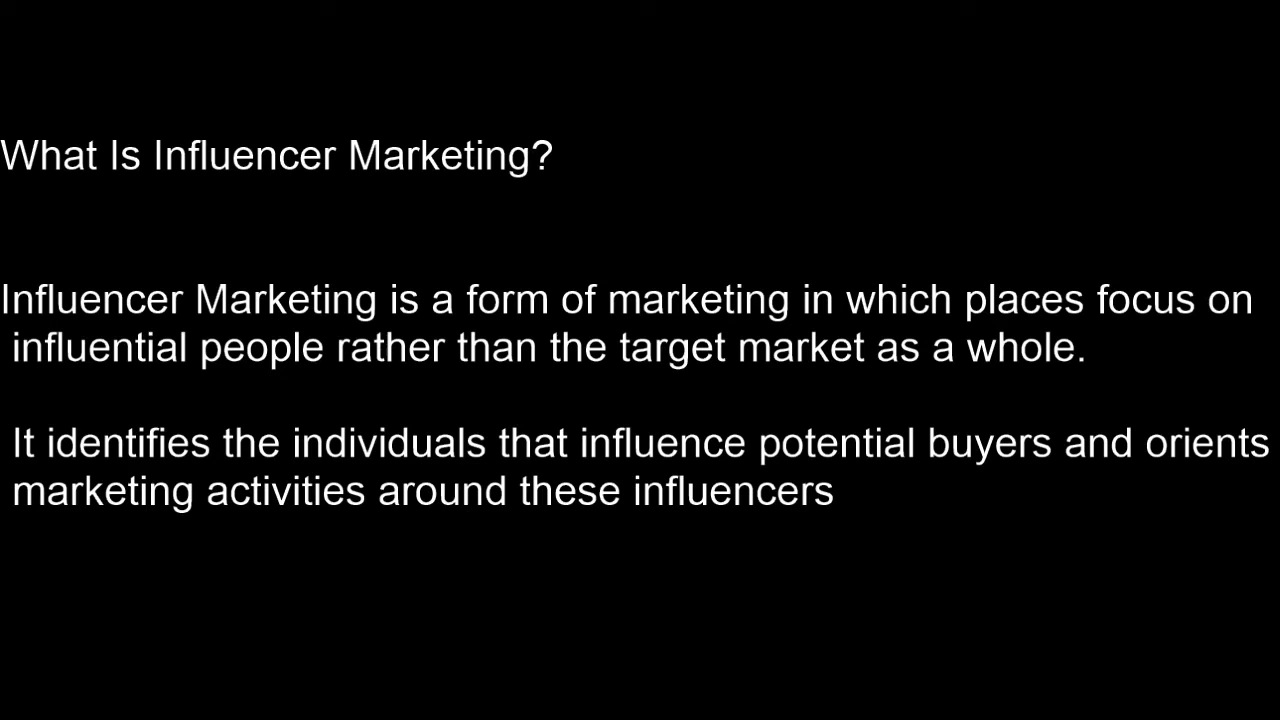 What Is Influencer Marketing?
Influencer Marketing is a form of marketing in which places focus on
influential people rather than the target market as a whole.
It identifies the individuals that influence potential buyers and orients
marketing activities around these influencers